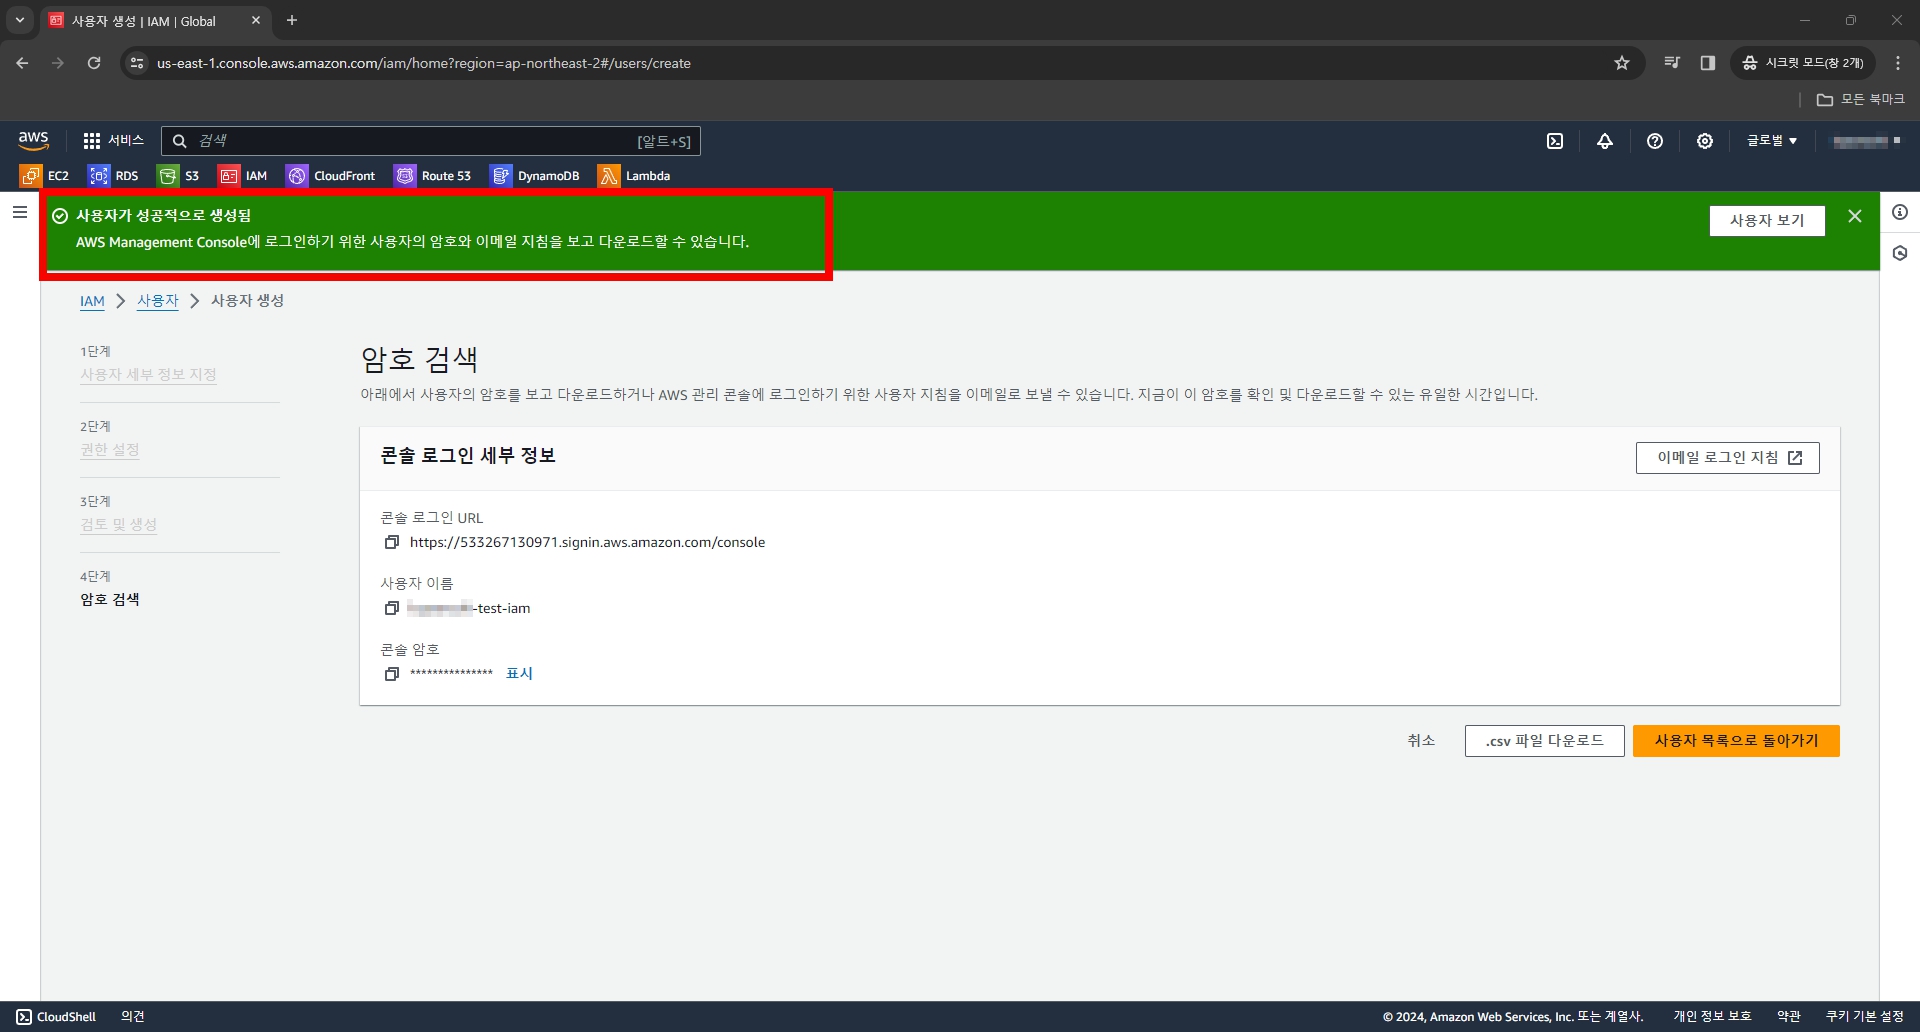 사용자 생성 | IAM | Global
us-east-1.console.aws.amazon.com/iam/home?region=ap-northeast-2#/users/create
시크릿 모드(창 2개)
모든 북마크
aws
서비스
검색
[알트+S]
글로벌
EC2
RDS
S3
IAM
CloudFront
Route 53
DynamoDB
Lambda
사용자가 성공적으로 생성됨
AWS Management Console에 로그인하기 위한 사용자의 암호와 이메일 지침을 보고 다운로드할 수 있습니다.
사용자 보기
IAM
사용자
사용자 생성
1단계
사용자 세부 정보 지정
2단계
권한 설정
3단계
검토 및 생성
4단계
암호 검색
암호 검색
아래에서 사용자의 암호를 보고 다운로드하거나 AWS 관리 콘솔에 로그인하기 위한 사용자 지침을 이메일로 보낼 수 있습니다. 지금이 이 암호를 확인 및 다운로드할 수 있는 유일한 시간입니다.
콘솔 로그인 세부 정보
이메일 로그인 지침
콘솔 로그인 URL
https://533267130971.signin.aws.amazon.com/console
사용자 이름
-test-iam
콘솔 암호
*************** 표시
취소
.csv 파일 다운로드
사용자 목록으로 돌아가기
CloudShell
의견
© 2024, Amazon Web Services, Inc. 또는 계열사.
개인 정보 보호
약관
쿠키 기본 설정